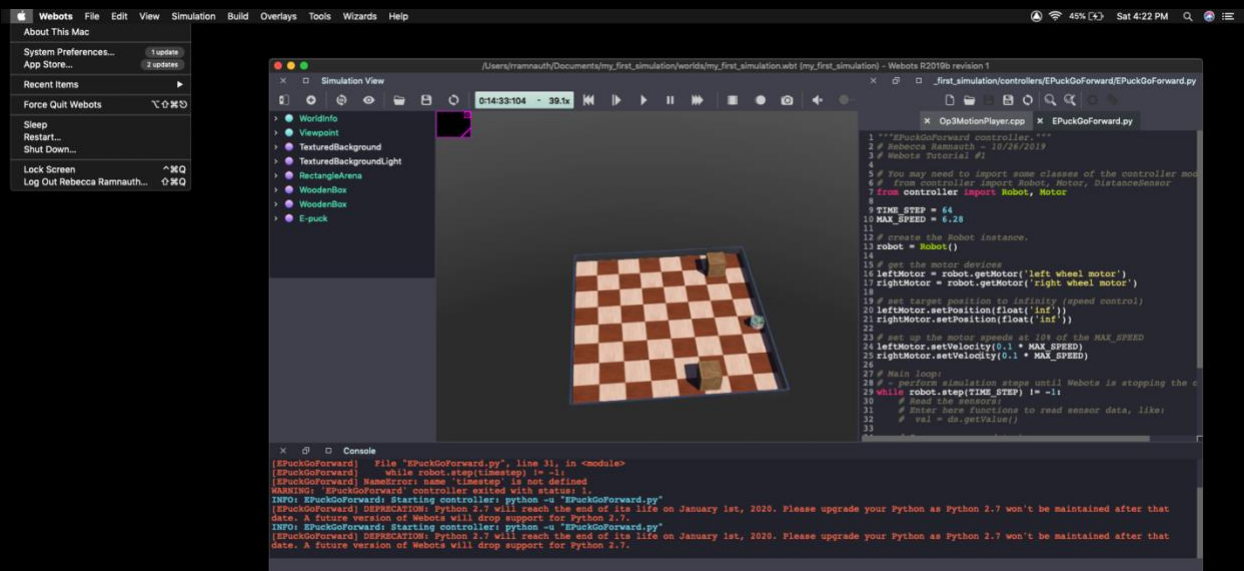 Webots File Edit View Simulation Build Overlays Tools Wizards Help
45% Sat 4:22 PM
About This Mac
System Preferences... 1 update
App Store... 2 updates
Recent Items
Force Quit Webots
Sleep
Restart...
Shut Down...
Lock Screen ^⌘Q
Log Out Rebecca Ramnauth... ⇧⌘Q
/Users/rramnauth/Documents/my_first_simulation/worlds/my_first_simulation.wbt (my_first_simulation) - Webots R2019b revision 1
Simulation View
0:14:33:104 - 39.1x
WorldInfo
Viewpoint
TexturedBackground
TexturedBackgroundLight
RectangleArena
WoodenBox
WoodenBox
E-puck
_first_simulation/controllers/EPuckGoForward/EPuckGoForward.py
Op3MotionPlayer.cpp EPuckGoForward.py
1 """EPuckGoForward controller."""
2 # Rebecca Ramnauth - 10/26/2019
3 # Webots Tutorial #1
4
5 # You may need to import some classes of the controller mod
6 # from controller import Robot, Motor, DistanceSensor
7 from controller import Robot, Motor
8
9 TIME_STEP = 64
10 MAX_SPEED = 6.28
11
12 # create the Robot instance.
13 robot = Robot()
14
15 # get the motor devices
16 leftMotor = robot.getMotor('left wheel motor')
17 rightMotor = robot.getMotor('right wheel motor')
18
19 # set target position to infinity (speed control)
20 leftMotor.setPosition(float('inf'))
21 rightMotor.setPosition(float('inf'))
22
23 # set up the motor speeds at 10% of the MAX_SPEED
24 leftMotor.setVelocity(0.1 * MAX_SPEED)
25 rightMotor.setVelocity(0.1 * MAX_SPEED)
26
27 # Main loop:
28 # - perform simulation steps until Webots is stopping the c
29 while robot.step(TIME_STEP) != -1:
30 # Read the sensors:
31 # Enter here functions to read sensor data, like:
32 # val = ds.getValue()
33
Console
[EPuckGoForward] File "EPuckGoForward.py", line 31, in <module>
[EPuckGoForward] while robot.step(timestep) != -1:
[EPuckGoForward] NameError: name 'timestep' is not defined
WARNING: 'EPuckGoForward' controller exited with status: 1.
INFO: EPuckGoForward: Starting controller: python -u "EPuckGoForward.py"
[EPuckGoForward] DEPRECATION: Python 2.7 will reach the end of its life on January 1st, 2020. Please upgrade your Python as Python 2.7 won't be maintained after that
date. A future version of Webots will drop support for Python 2.7.
INFO: EPuckGoForward: Starting controller: python -u "EPuckGoForward.py"
[EPuckGoForward] DEPRECATION: Python 2.7 will reach the end of its life on January 1st, 2020. Please upgrade your Python as Python 2.7 won't be maintained after that
date. A future version of Webots will drop support for Python 2.7.